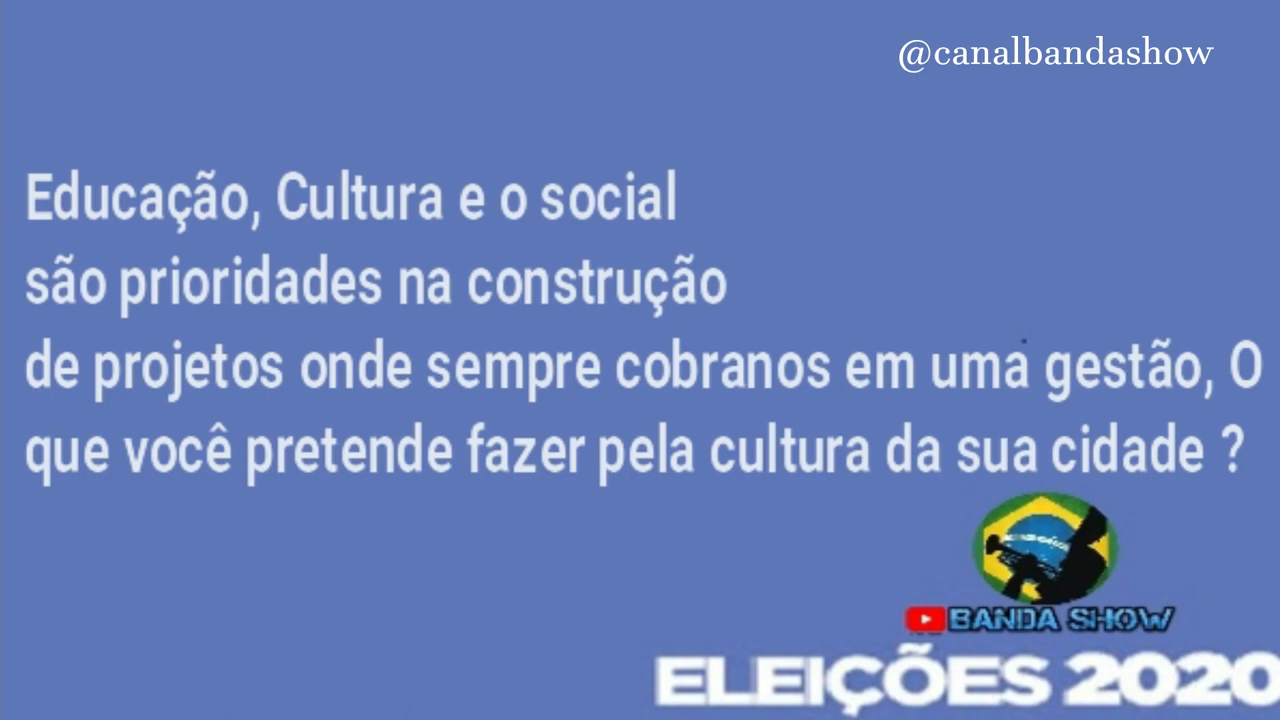 @canalbandashow
Educação, Cultura e o social
são prioridades na construção
de projetos onde sempre cobranos em uma gestão, O
que você pretende fazer pela cultura da sua cidade ?
BANDA SHOW
ELEIÇÕES 2020